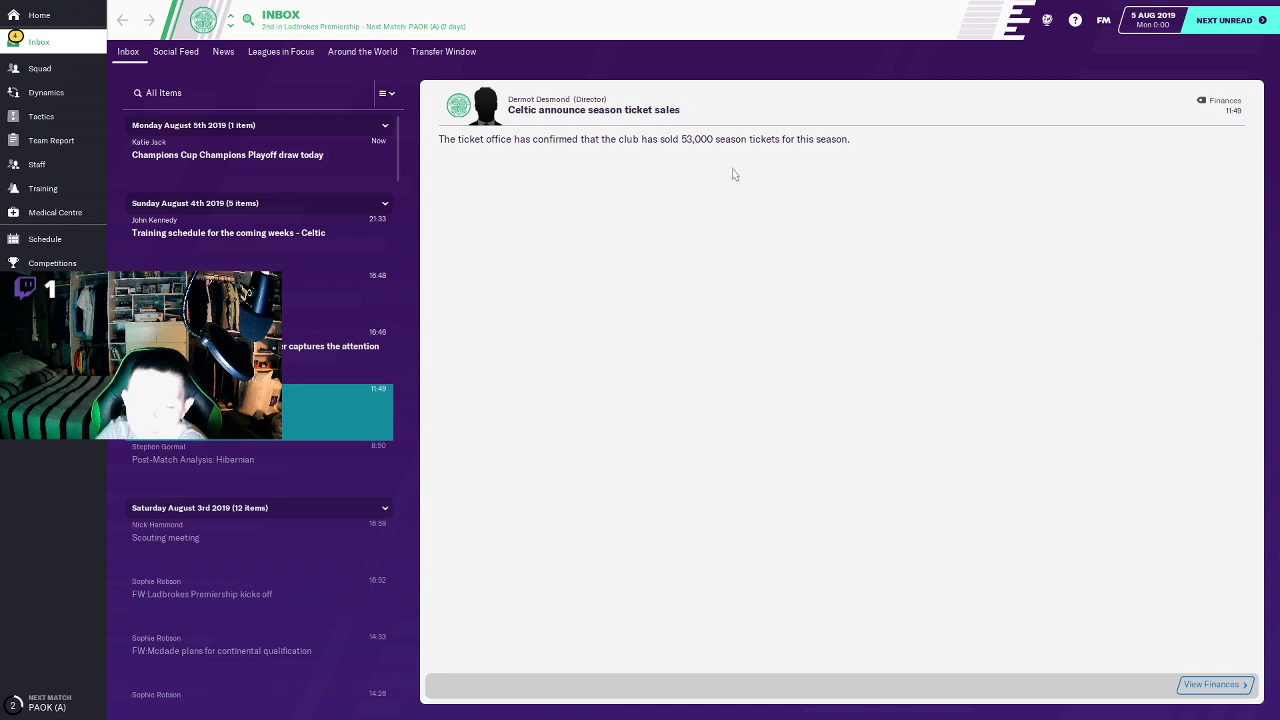 INBOX
2nd in Ladbrokes Premiership - Next Match: PAOK (A) (2 days)
FM
5 AUG 2019
Mon 0:00
NEXT UNREAD
4
Inbox
Squad
Dynamics
Tactics
Team Report
Staff
Training
Medical Centre
Schedule
Competitions
1
2
NEXT MATCH
PAOK (A)
Inbox
Social Feed
News
Leagues in Focus
Around the World
Transfer Window
All Items
Monday August 5th 2019 (1 item)
Katie Jack
Now
Champions Cup Champions Playoff draw today
Sunday August 4th 2019 (5 items)
John Kennedy
21:33
Training schedule for the coming weeks - Celtic
16:48
16:46
er captures the attention
11:49
Stephen Gormal
8:50
Post-Match Analysis: Hibernian
Saturday August 3rd 2019 (12 items)
Nick Hammond
16:59
Scouting meeting
Sophie Robson
16:52
FW:Ladbrokes Premiership kicks off
Sophie Robson
14:33
FW:Mcdade plans for continental qualification
Sophie Robson
14:26
Dermot Desmond (Director)
Celtic announce season ticket sales
Finances
11:49
The ticket office has confirmed that the club has sold 53,000 season tickets for this season.
View Finances